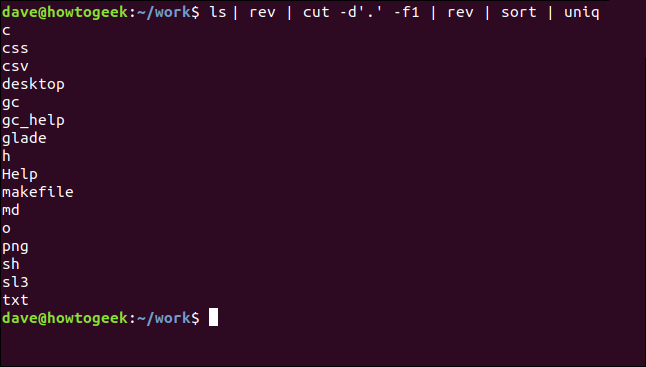 dave@howtogeek:~/work$ ls | rev | cut -d'.' -f1 | rev | sort | uniq
c
css
csv
desktop
gc
gc_help
glade
h
Help
makefile
md
o
png
sh
sl3
txt
dave@howtogeek:~/work$